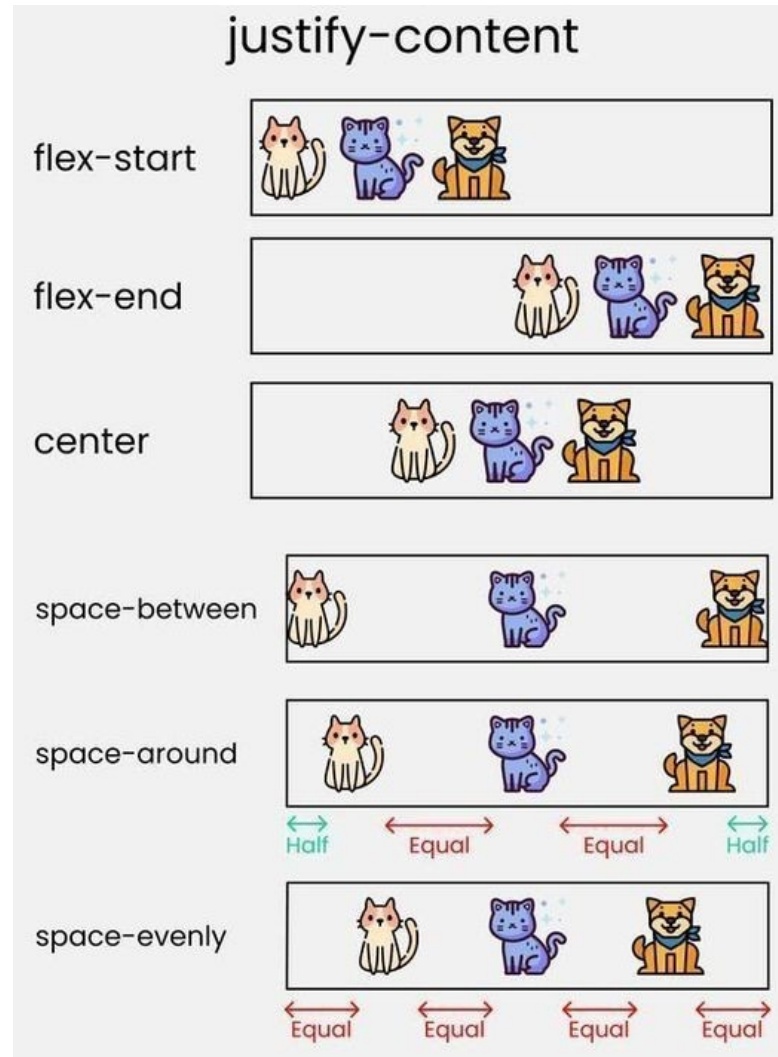 justify-content
flex-start
flex-end
center
space-between
space-around
Half Equal Equal Half
space-evenly
Equal Equal Equal Equal